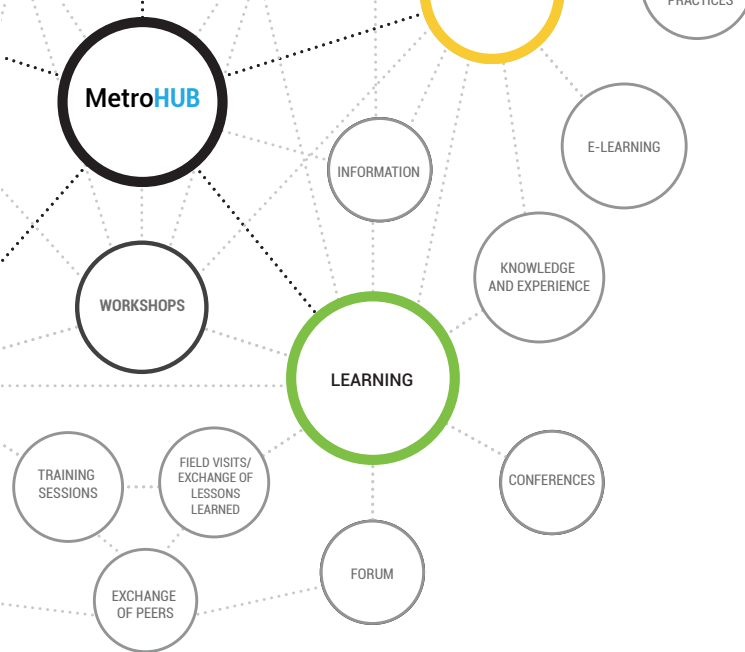 PRACTICES
MetroHUB
E-LEARNING
INFORMATION
KNOWLEDGE
AND EXPERIENCE
WORKSHOPS
LEARNING
FIELD VISITS/
EXCHANGE OF
LESSONS
LEARNED
TRAINING
SESSIONS
CONFERENCES
FORUM
EXCHANGE
OF PEERS